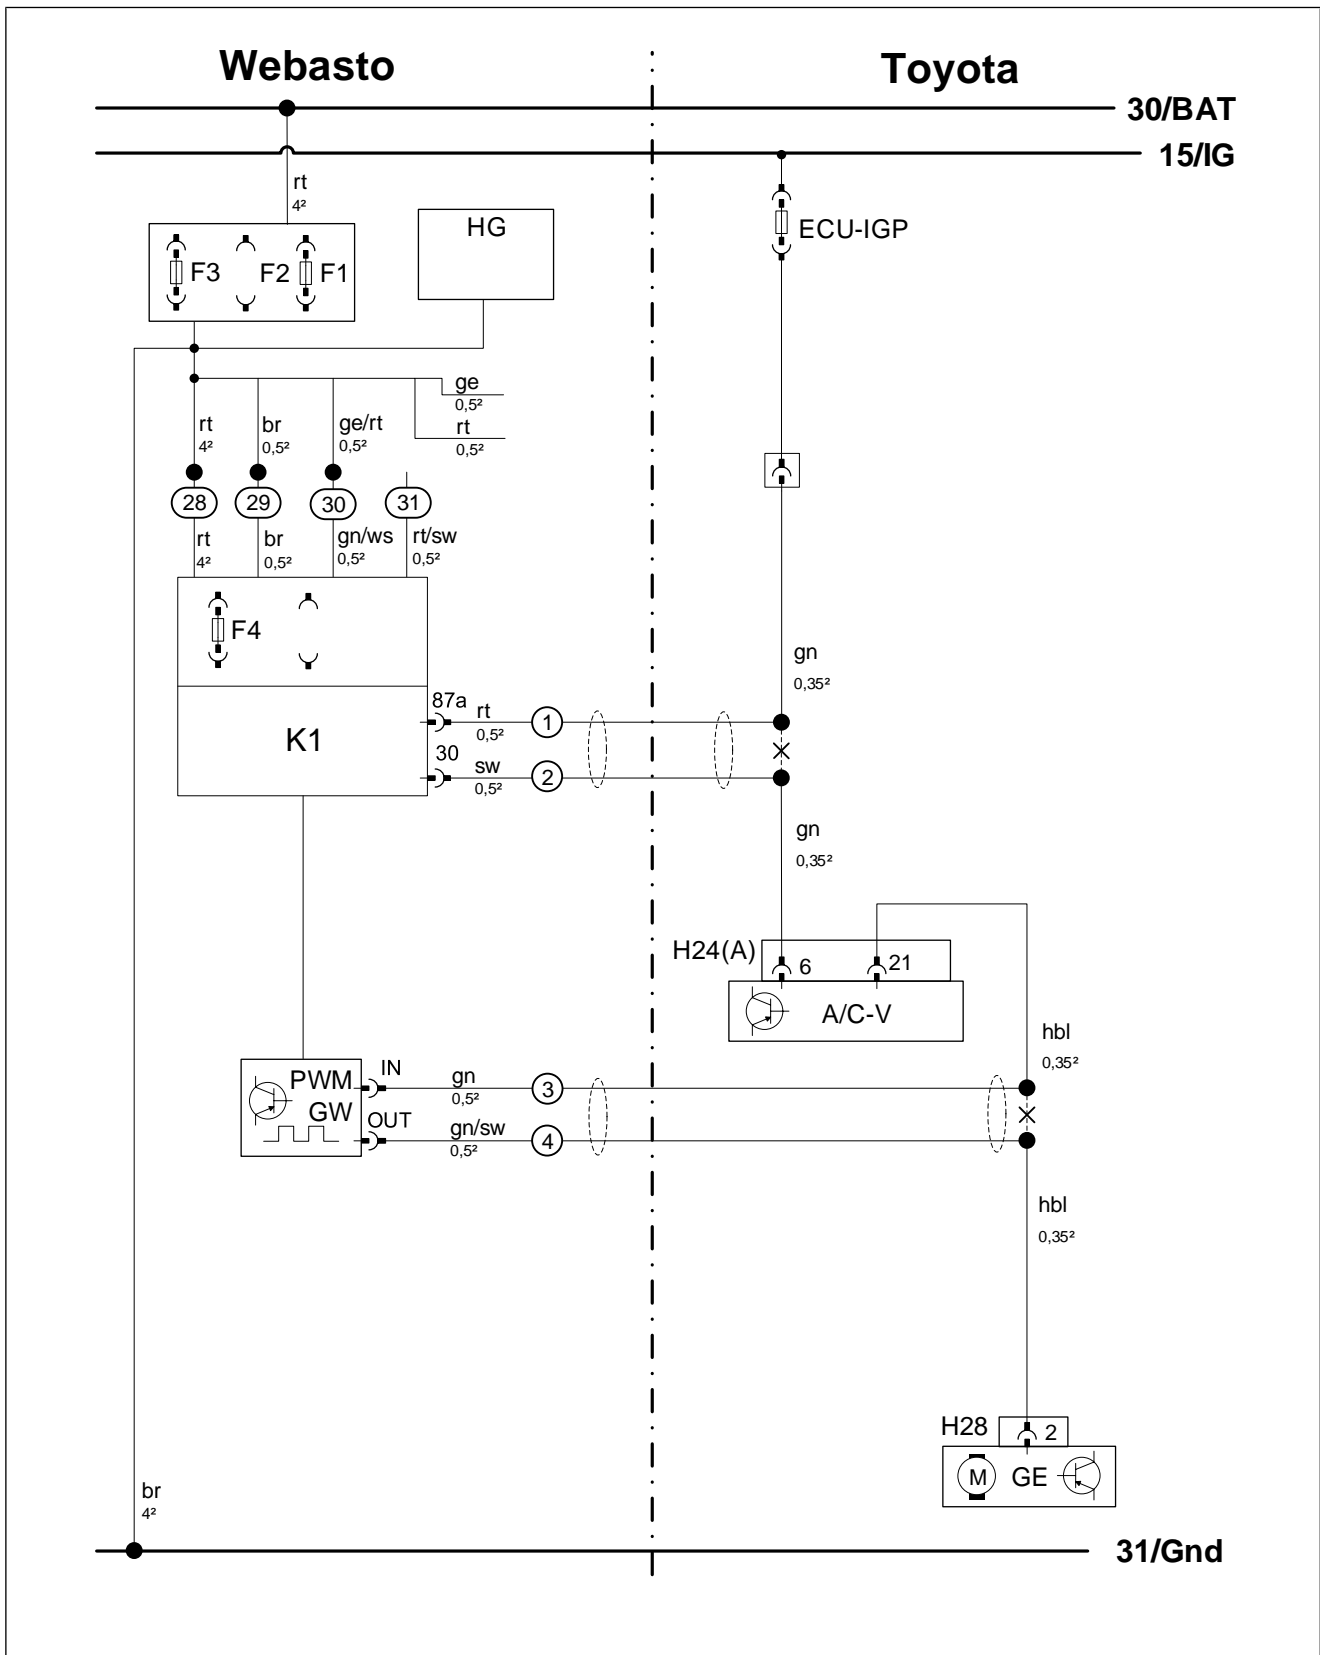 Webasto
Toyota
30/BAT
15/IG
rt
4²
HG
ECU-IGP
F3
F2
F1
ge
0,5²
rt
0,5²
rt
4²
br
0,5²
ge/rt
0,5²
28
29
30
31
rt
4²
br
0,5²
gn/ws
0,5²
rt/sw
0,5²
F4
gn
0,35²
87a
rt
0,5²
1
K1
30
sw
0,5²
2
gn
0,35²
H24(A)
6
21
A/C-V
hbl
0,35²
PWM
GW
IN
gn
0,5²
3
OUT
gn/sw
0,5²
4
hbl
0,35²
H28
2
M
GE
br
4²
31/Gnd